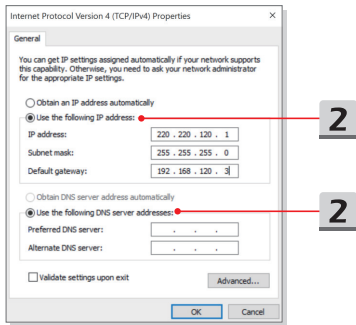 Internet Protocol Version 4 (TCP/IPv4) Properties
General
You can get IP settings assigned automatically if your network supports
this capability. Otherwise, you need to ask your network administrator
for the appropriate IP settings.
Obtain an IP address automatically
Use the following IP address:
2
IP address: 220 . 220 . 120 . 1
Subnet mask: 255 . 255 . 255 . 0
Default gateway: 192 . 168 . 120 . 3
Obtain DNS server address automatically
Use the following DNS server addresses:
2
Preferred DNS server: . . .
Alternate DNS server: . . .
Validate settings upon exit
Advanced...
OK Cancel